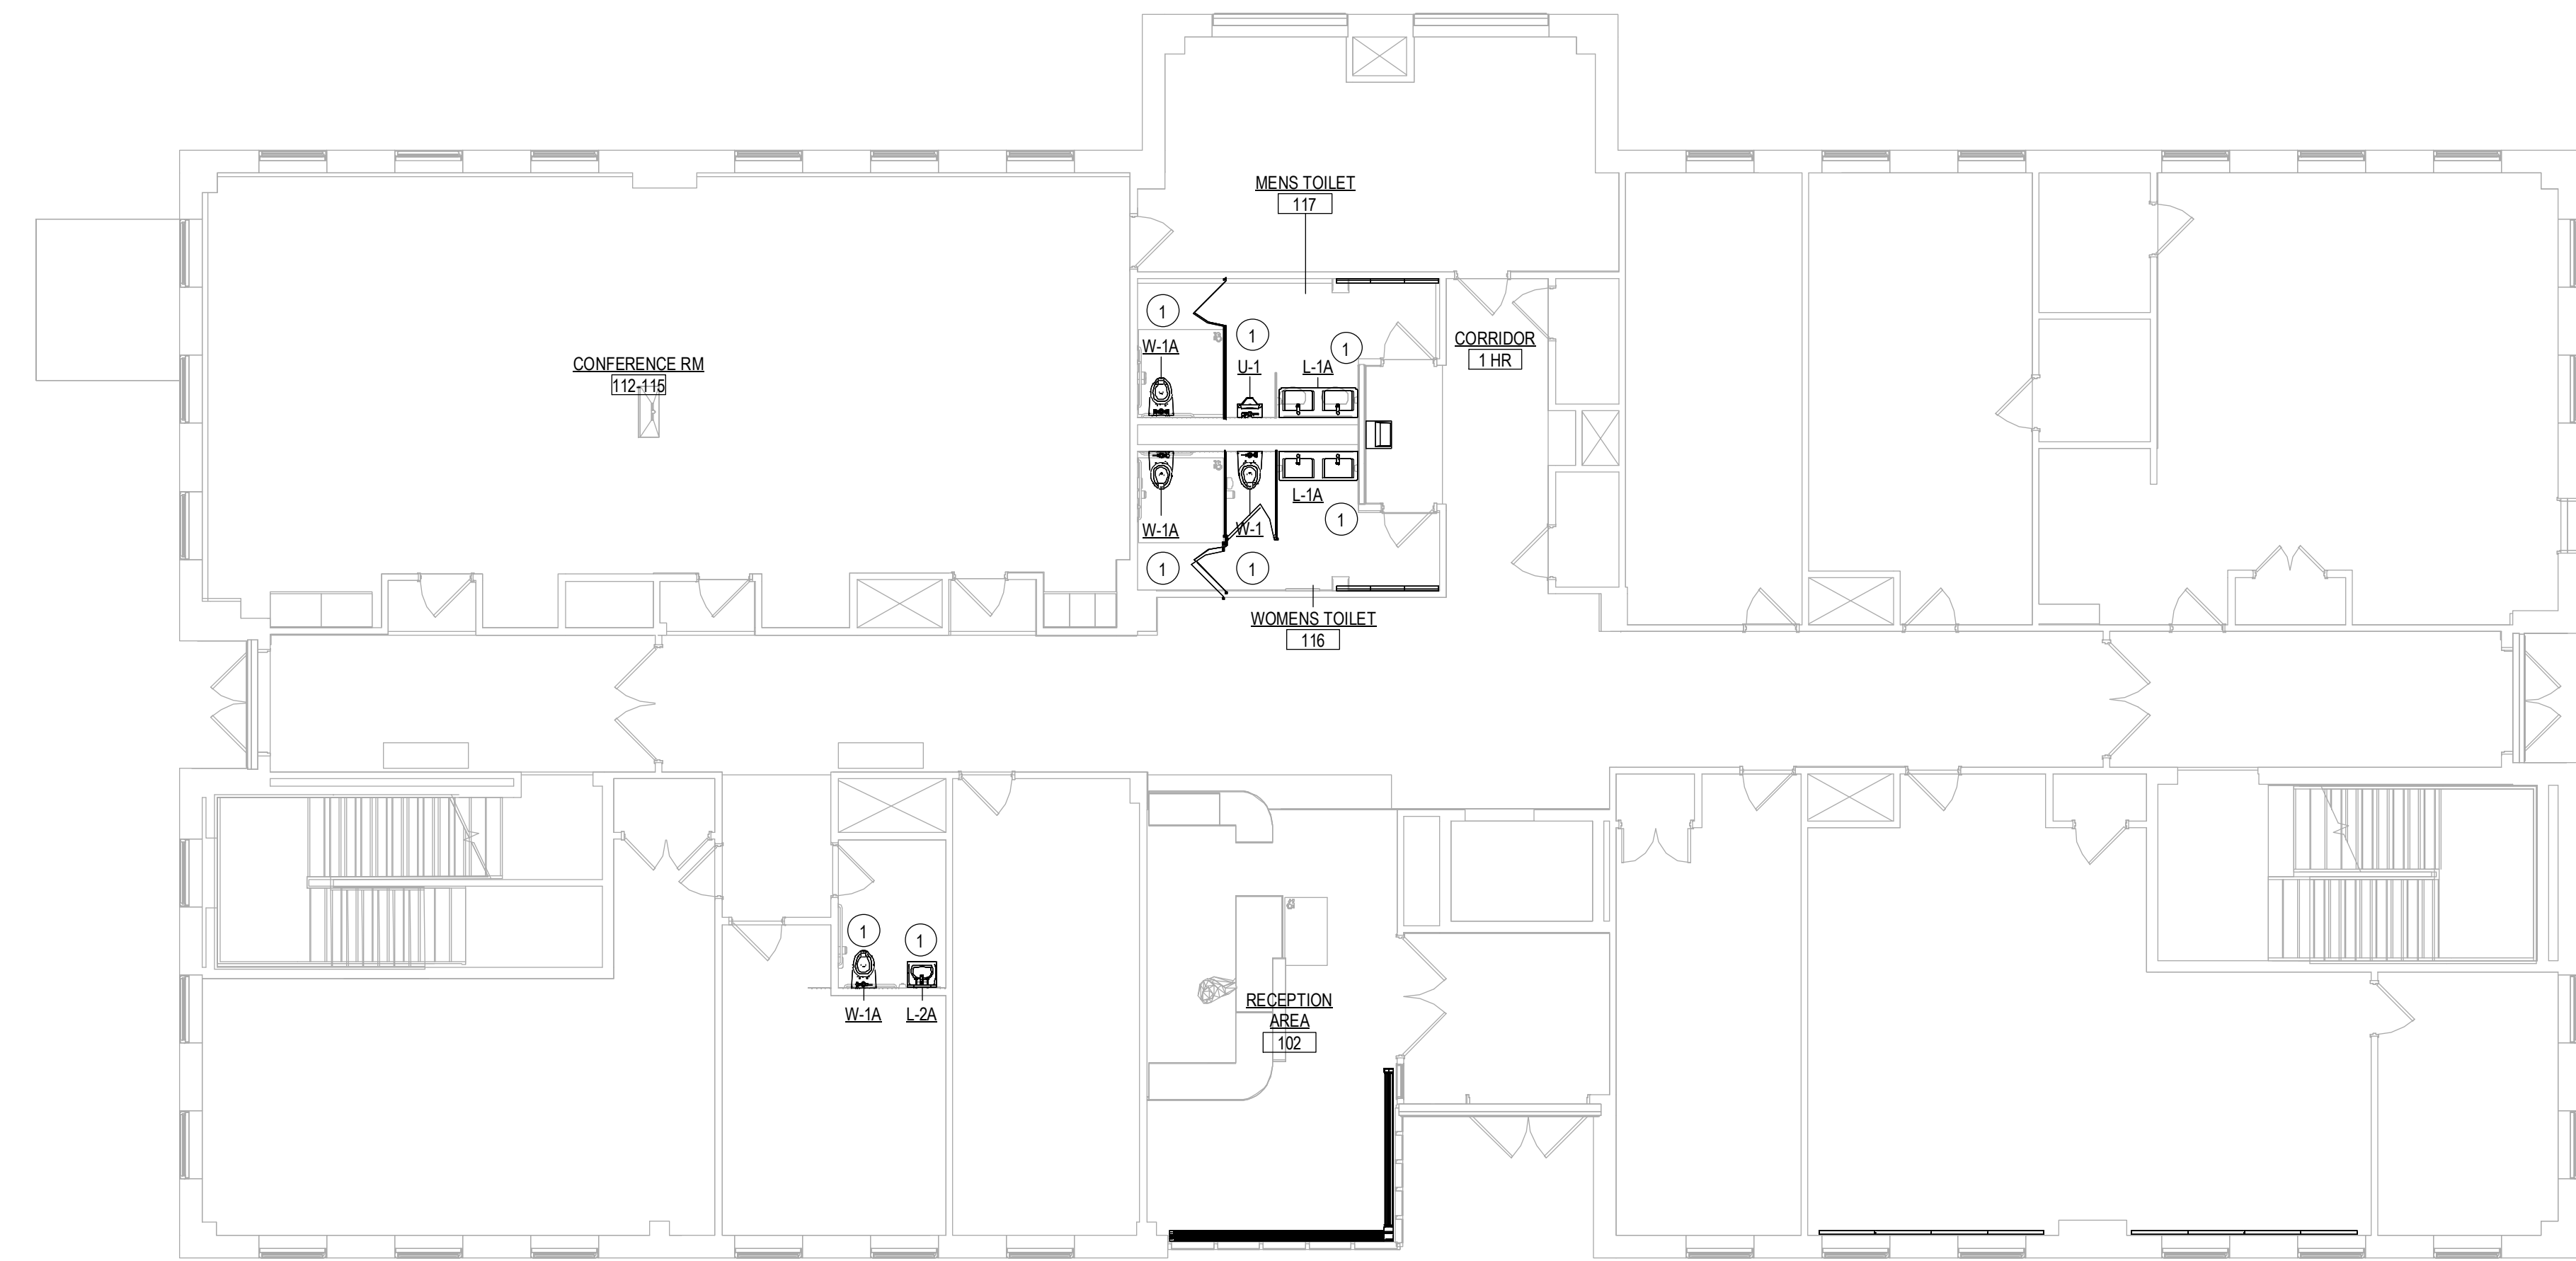 MENS TOILET
117
1
1
1
W-1A
U-1
L-1A
CORRIDOR
1 HR
CONFERENCE RM
112-115
L-1A
1
W-1A
W-1
1
1
WOMENS TOILET
116
1
1
W-1A
L-2A
RECEPTION
AREA
102